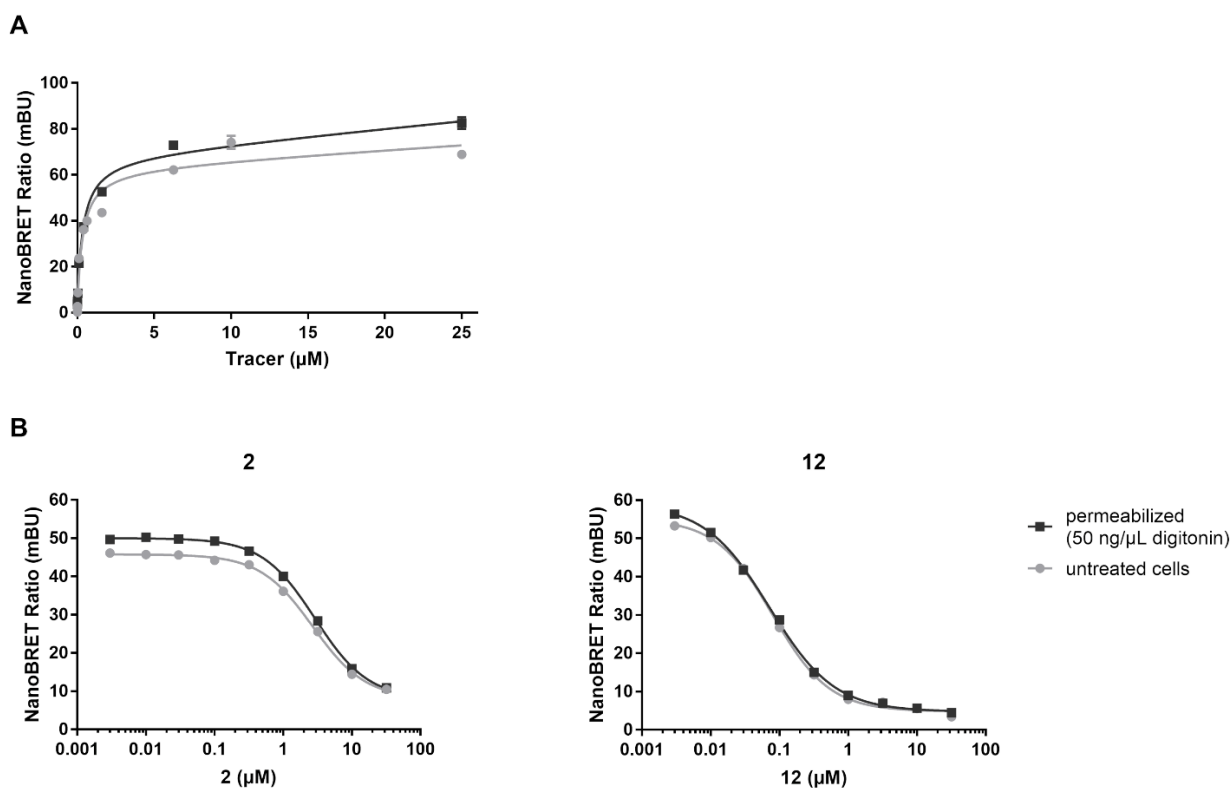 A
NanoBRET Ratio (mBU)
100
80
60
40
20
0
0 5 10 15 20 25
Tracer (µM)
B
2
NanoBRET Ratio (mBU)
60
50
40
30
20
10
0
0.001 0.01 0.1 1 10 100
2 (µM)
12
NanoBRET Ratio (mBU)
60
50
40
30
20
10
0
0.001 0.01 0.1 1 10 100
12 (µM)
permeabilized
(50 ng/µL digitonin)
untreated cells